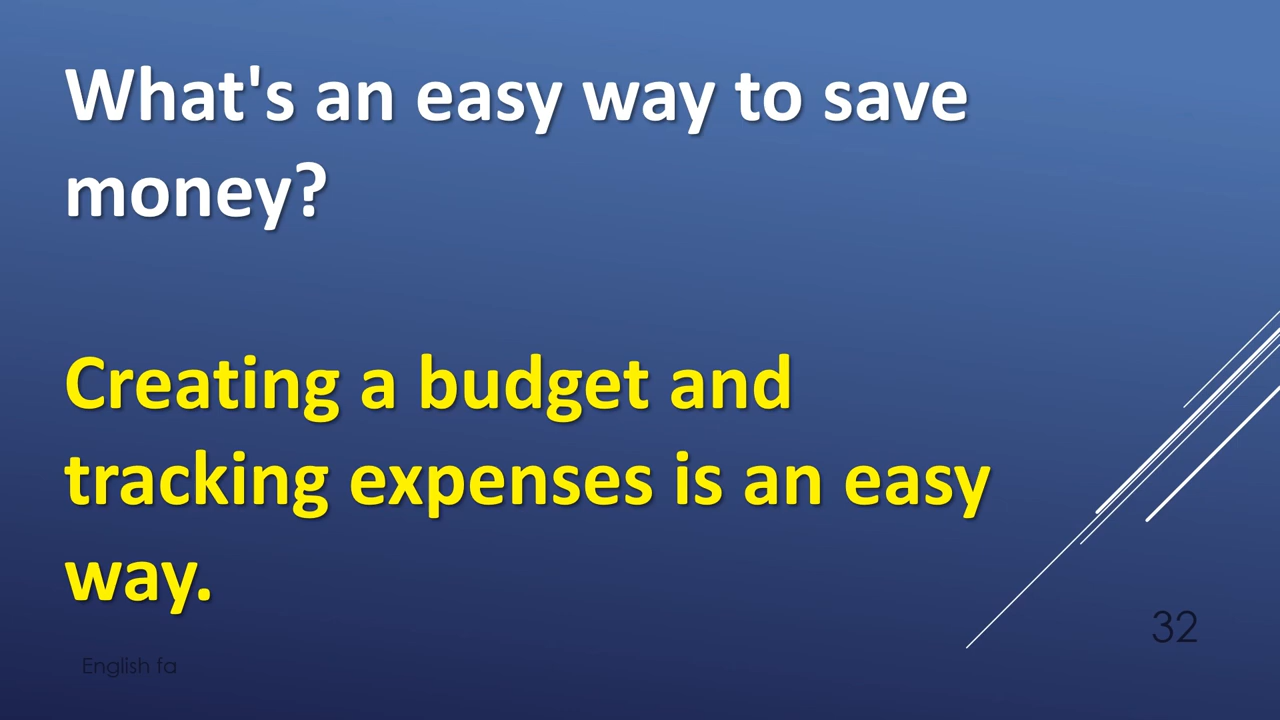 What's an easy way to save
money?
Creating a budget and
tracking expenses is an easy
way.
32
English fa